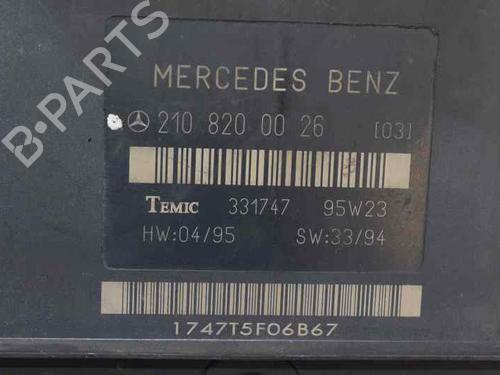 B-PARTS
MERCEDES BENZ
210 820 00 26 [03]
TEMIC 331747 95W23
HW:04/95 SW:33/94
1747T5F06B67